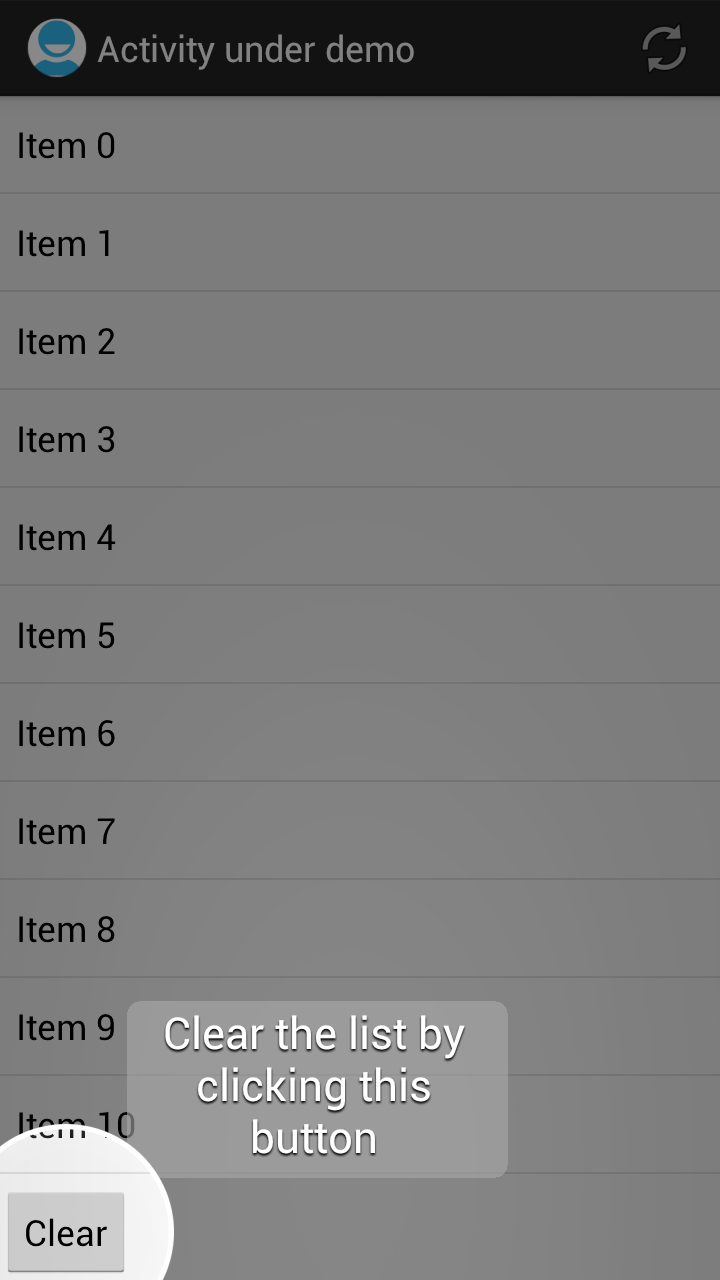 Activity under demo
Item 0
Item 1
Item 2
Item 3
Item 4
Item 5
Item 6
Item 7
Item 8
Item 9
Item 10
Clear the list by
clicking this
button
Clear